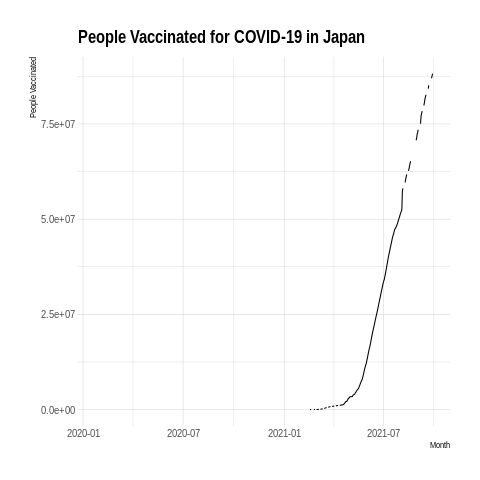 People Vaccinated for COVID-19 in Japan
People Vaccinated
7.5e+07
5.0e+07
2.5e+07
0.0e+00
2020-01
2020-07
2021-01
2021-07
Month